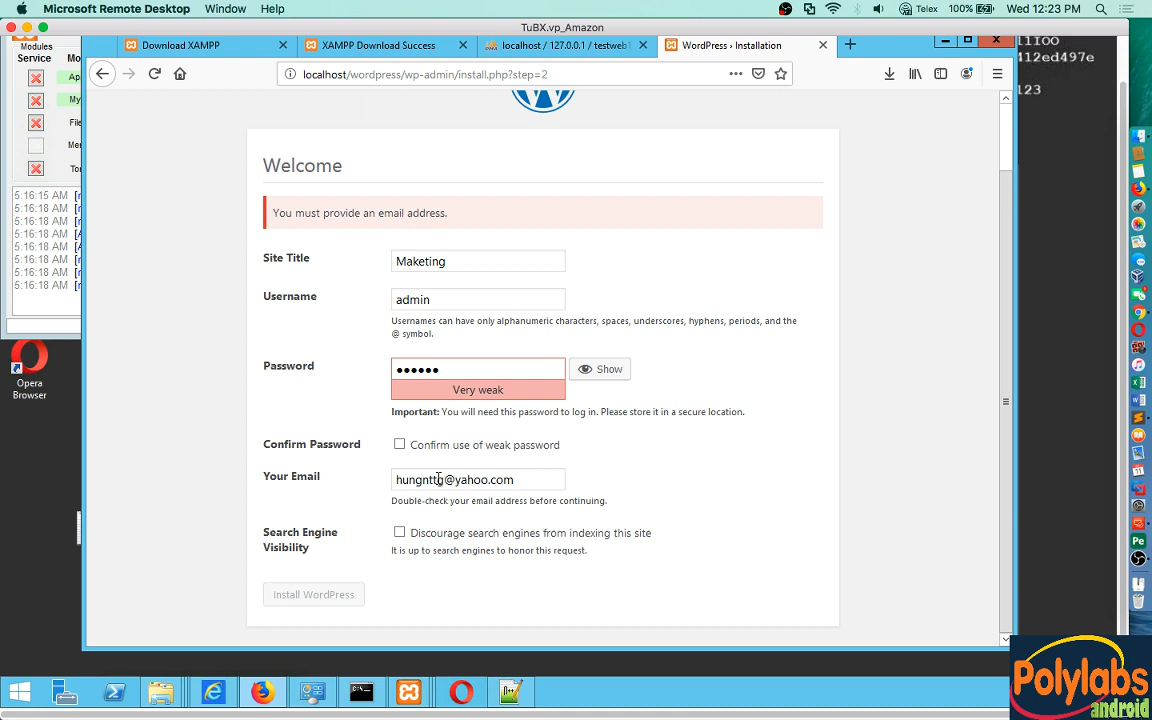 Microsoft Remote Desktop Window Help
Telex 100% Wed 12:23 PM
TuBX.vp_Amazon
Modules
Service
Download XAMPP
XAMPP Download Success
localhost / 127.0.0.1 / testweb
WordPress › Installation
localhost/wordpress/wp-admin/install.php?step=2
412ed497e
123
Welcome
You must provide an email address.
Site Title
Maketing
Username
admin
Usernames can have only alphanumeric characters, spaces, underscores, hyphens, periods, and the
@ symbol.
Password
••••••
Show
Very weak
Important: You will need this password to log in. Please store it in a secure location.
Confirm Password
Confirm use of weak password
Your Email
@yahoo.com
Double-check your email address before continuing.
Search Engine
Visibility
Discourage search engines from indexing this site
It is up to search engines to honor this request.
Install WordPress
5:16:15 AM
5:16:18 AM
5:16:18 AM
5:16:18 AM
5:16:18 AM
5:16:18 AM
5:16:18 AM
5:16:18 AM
Opera
Browser
Polylabs
android